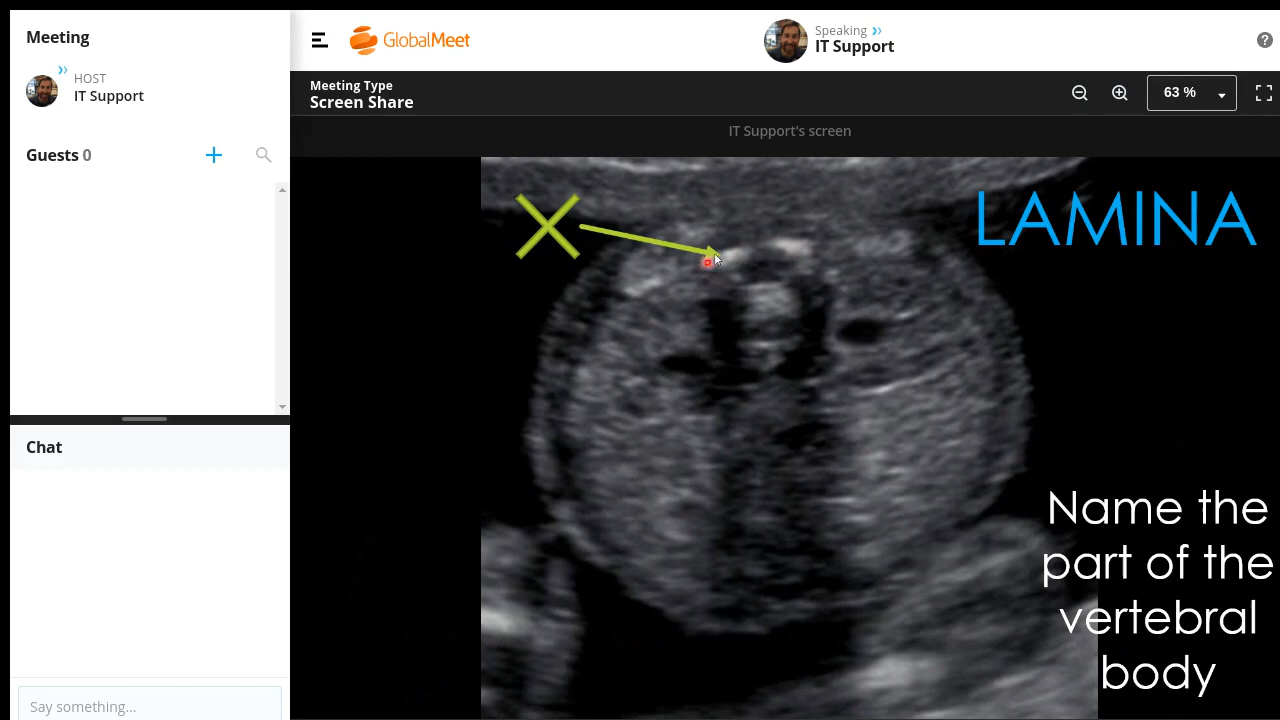 Meeting
HOST
IT Support
Guests 0
Chat
Say something...
GlobalMeet
Speaking
IT Support
Meeting Type
Screen Share
63 %
IT Support's screen
LAMINA
Name the
part of the
vertebral
body